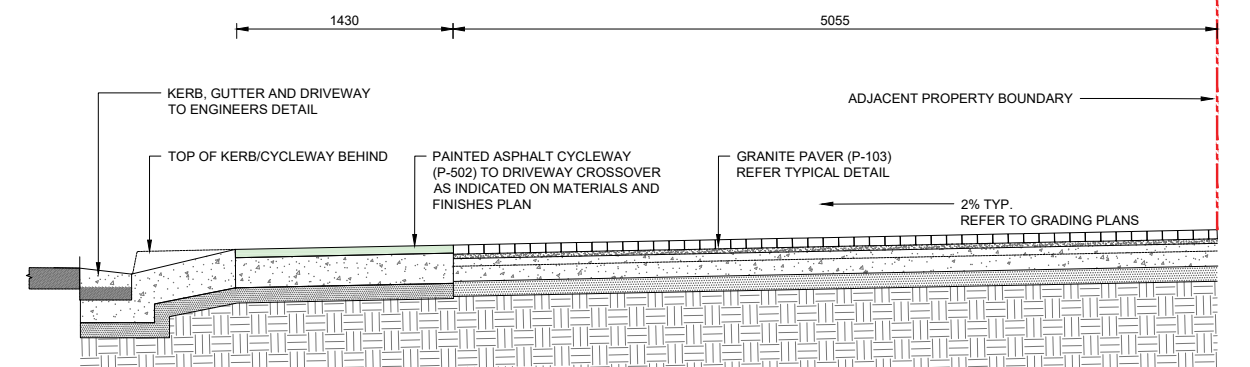 1430
5055
KERB, GUTTER AND DRIVEWAY
TO ENGINEERS DETAIL
ADJACENT PROPERTY BOUNDARY
TOP OF KERB/CYCLEWAY BEHIND
PAINTED ASPHALT CYCLEWAY
(P-502) TO DRIVEWAY CROSSOVER
AS INDICATED ON MATERIALS AND
FINISHES PLAN
GRANITE PAVER (P-103)
REFER TYPICAL DETAIL
2% TYP.
REFER TO GRADING PLANS